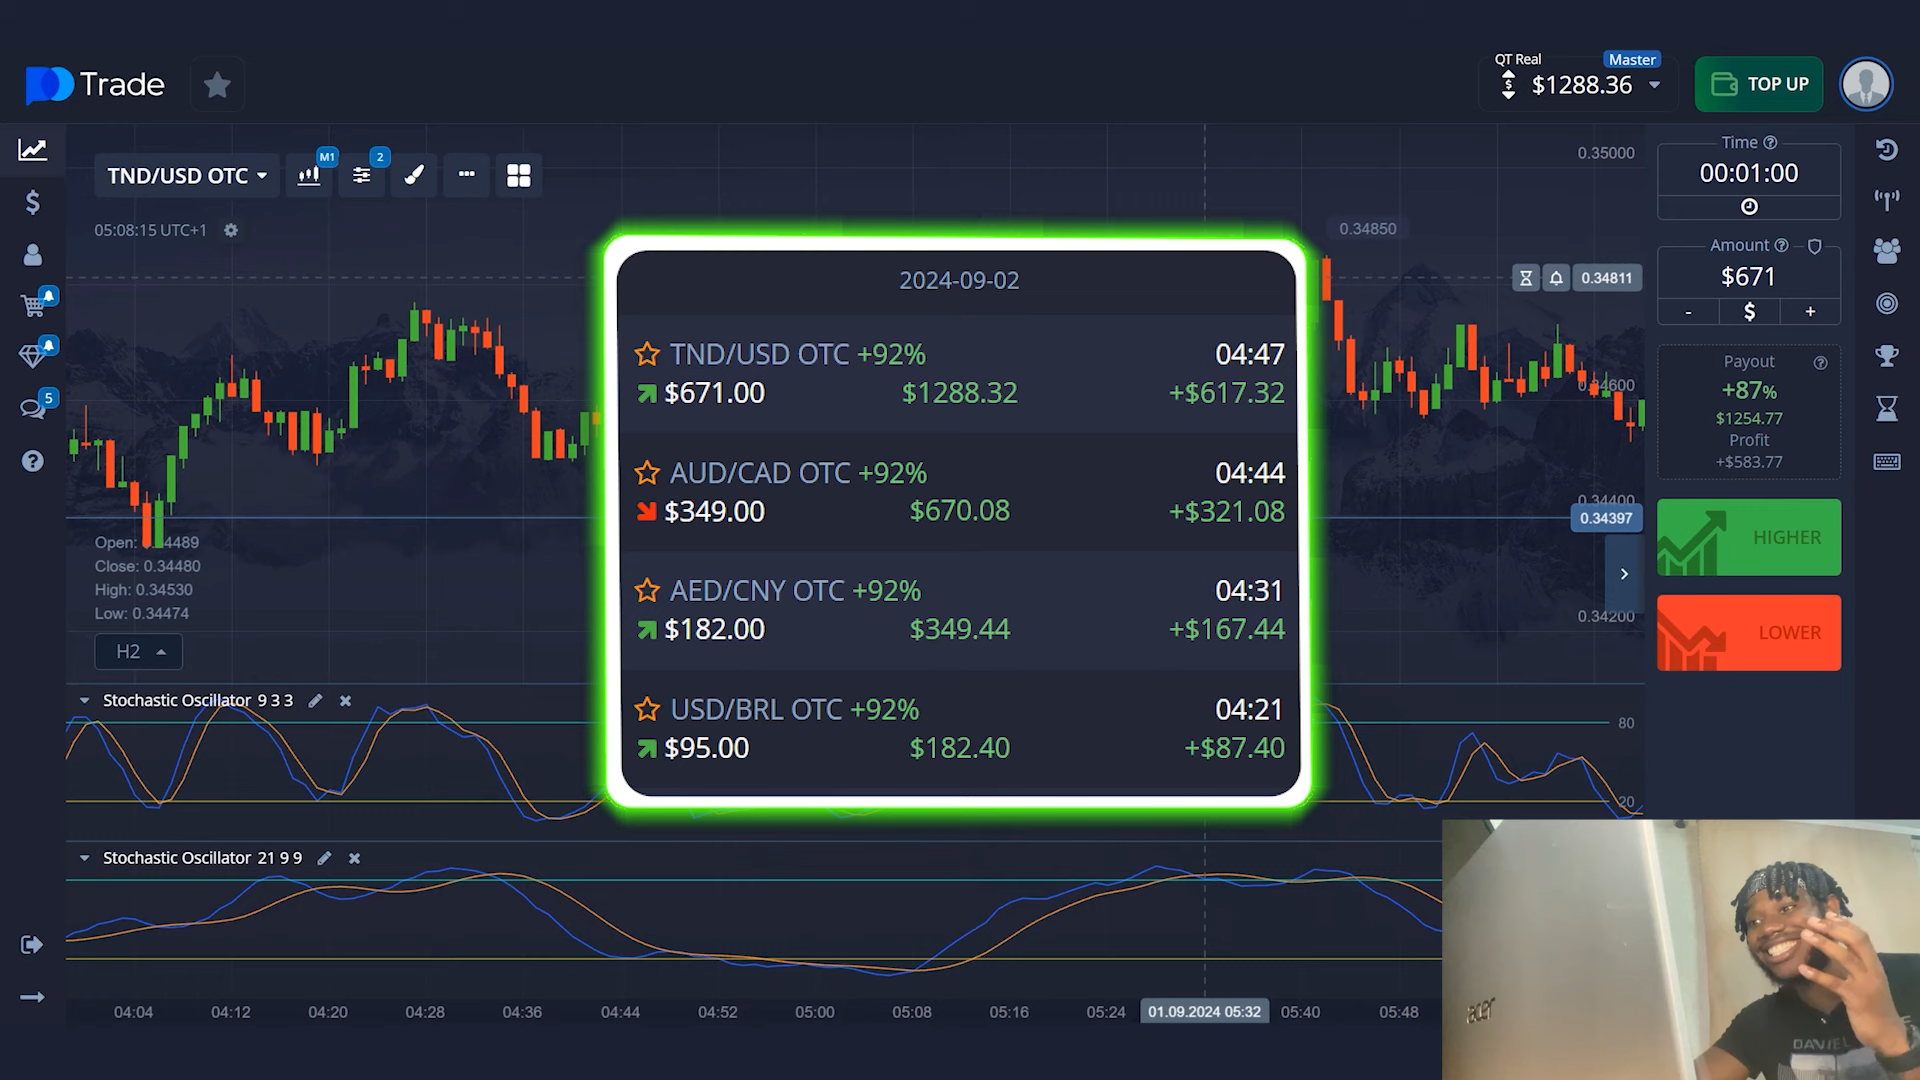 Trade
QT Real
Master
$1288.36
TOP UP
TND/USD OTC
M1
2
05:08:15 UTC+1
0.35000
0.34850
0.34811
0.34600
0.34400
0.34397
0.34200
Time
00:01:00
Amount
$671
- $ +
Payout
+87%
$1254.77
Profit
+$583.77
HIGHER
LOWER
5
2024-09-02
TND/USD OTC +92% 04:47
$671.00 $1288.32 +$617.32
AUD/CAD OTC +92% 04:44
$349.00 $670.08 +$321.08
AED/CNY OTC +92% 04:31
$182.00 $349.44 +$167.44
USD/BRL OTC +92% 04:21
$95.00 $182.40 +$87.40
Open: 0.34489
Close: 0.34480
High: 0.34530
Low: 0.34474
H2
Stochastic Oscillator 9 3 3
80
20
Stochastic Oscillator 21 9 9
04:04 04:12 04:20 04:28 04:36 04:44 04:52 05:00 05:08 05:16 05:24 01.09.2024 05:32 05:40 05:48
acer
DANIEL